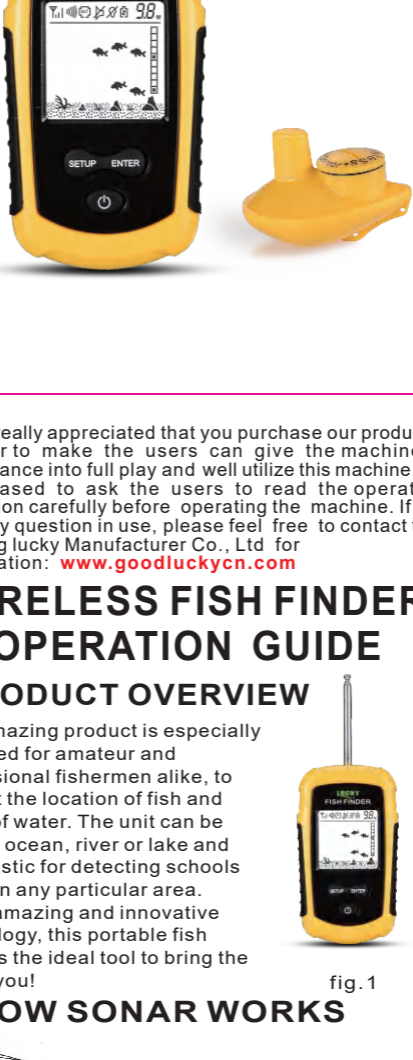 9.8
SETUP ENTER
really appreciated that you purchase our produ
r to make the users can give the machine
ance into full play and well utilize this machine.
ased to ask the users to read the operat
on carefully before operating the machine. If
y question in use, please feel free to contact
g lucky Manufacturer Co., Ltd for
ation: www.goodluckycn.com
RELESS FISH FINDER
OPERATION GUIDE
ODUCT OVERVIEW
mazing product is especially
ed for amateur and
sional fishermen alike, to
t the location of fish and
of water. The unit can be
ocean, river or lake and
stic for detecting schools
n any particular area.
amazing and innovative
logy, this portable fish
s the ideal tool to bring the
you!
LUCKY
FISH FINDER
9.8
SETUP ENTER
fig.1
OW SONAR WORKS